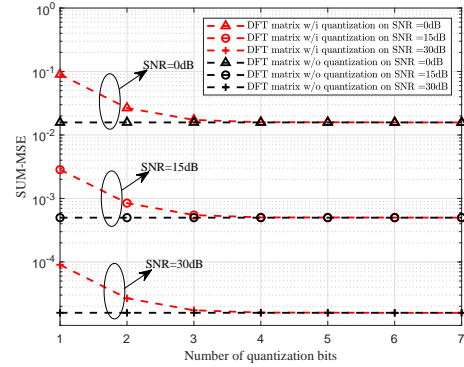 10^0
10^-1
10^-2
10^-3
10^-4
SUM-MSE
DFT matrix w/i quantization on SNR =0dB
DFT matrix w/i quantization on SNR =15dB
DFT matrix w/i quantization on SNR =30dB
DFT matrix w/o quantization on SNR =0dB
DFT matrix w/o quantization on SNR =15dB
DFT matrix w/o quantization on SNR =30dB
SNR=0dB
SNR=15dB
SNR=30dB
1 2 3 4 5 6 7
Number of quantization bits